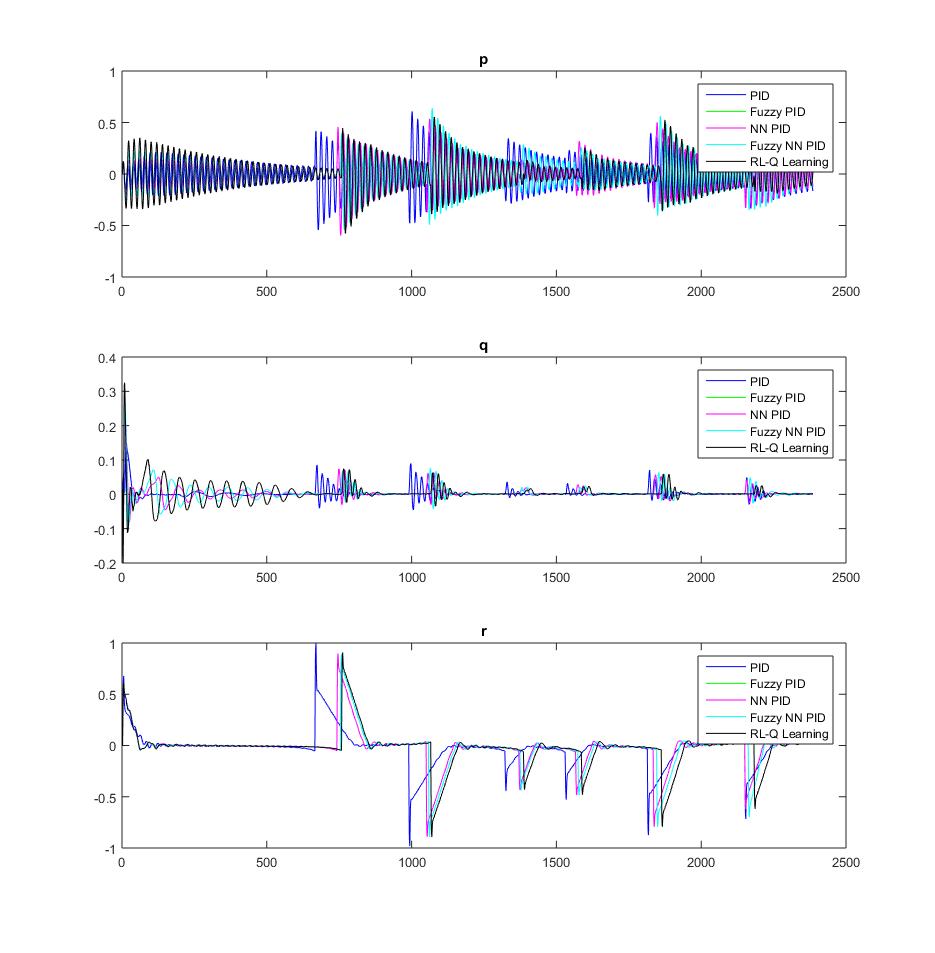 p
1
0.5
0
-0.5
-1
0
500
1000
1500
2000
2500
PID
Fuzzy PID
NN PID
Fuzzy NN PID
RL-Q Learning
q
0.4
0.3
0.2
0.1
0
-0.1
-0.2
0
500
1000
1500
2000
2500
PID
Fuzzy PID
NN PID
Fuzzy NN PID
RL-Q Learning
r
1
0.5
0
-0.5
-1
0
500
1000
1500
2000
2500
PID
Fuzzy PID
NN PID
Fuzzy NN PID
RL-Q Learning